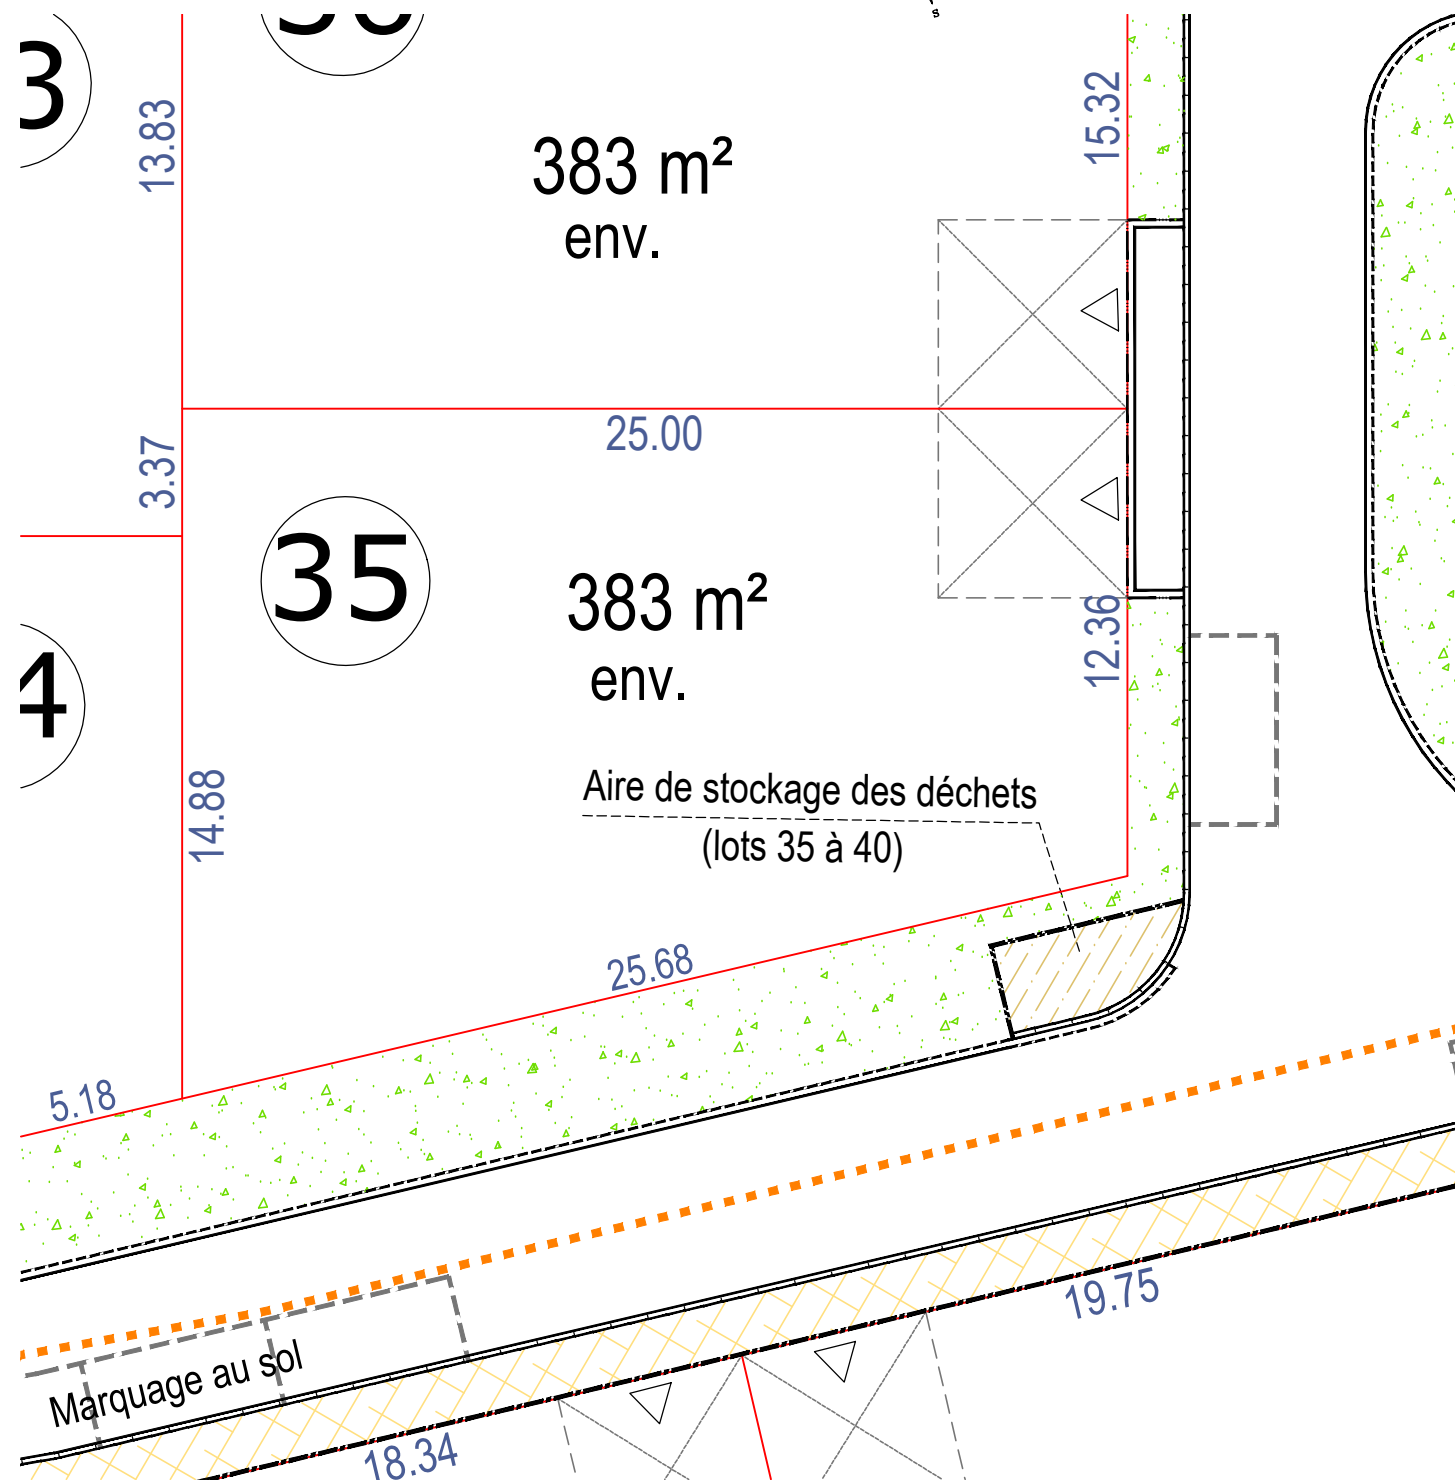 s
3
13.83
383 m²
env.
15.32
25.00
3.37
35
383 m²
env.
12.36
4
14.88
Aire de stockage des déchets
(lots 35 à 40)
25.68
5.18
19.75
Marquage au sol
18.34